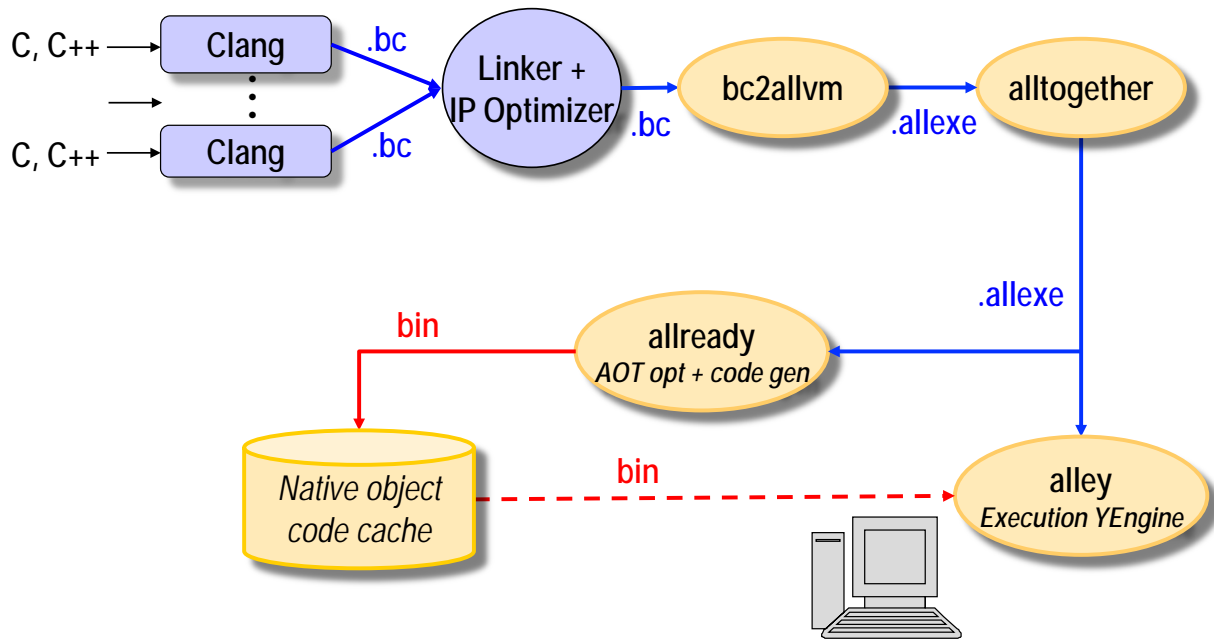 C, C++
Clang
.bc
Linker +
IP Optimizer
.bc
bc2allvm
.allexe
alltogether
C, C++
Clang
.bc
.allexe
bin
allready
AOT opt + code gen
Native object
code cache
bin
alley
Execution YEngine